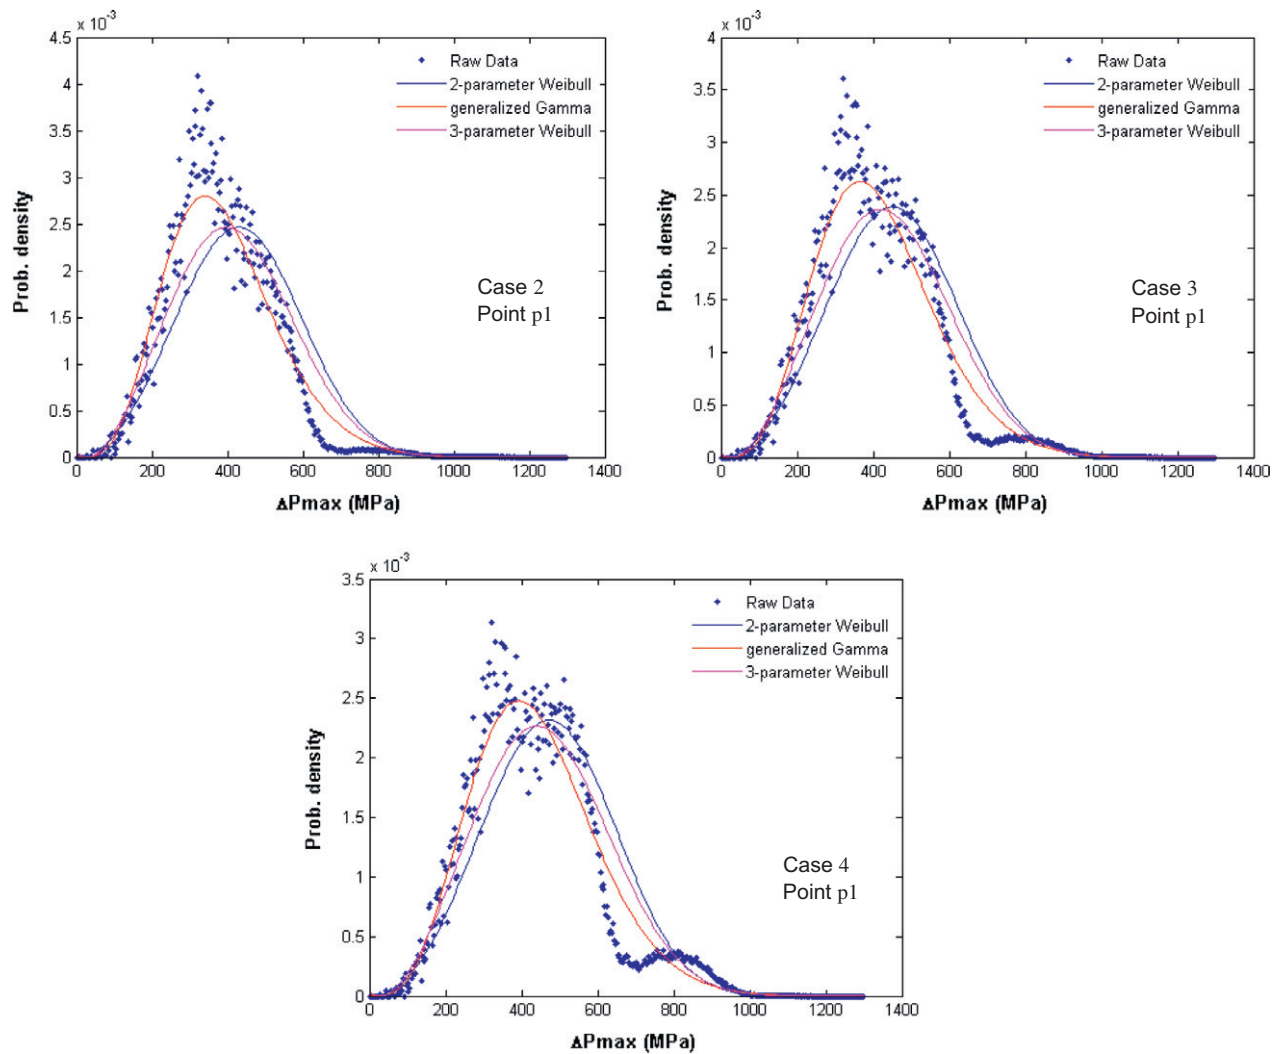 × 10⁻³
4.5
4
3.5
3
2.5
2
1.5
1
0.5
0
0 200 400 600 800 1000 1200 1400
Prob. density
ΔPmax (MPa)
Raw Data
2-parameter Weibull
generalized Gamma
3-parameter Weibull
Case 2
Point p1
× 10⁻³
4
3.5
3
2.5
2
1.5
1
0.5
0
0 200 400 600 800 1000 1200 1400
Prob. density
ΔPmax (MPa)
Raw Data
2-parameter Weibull
generalized Gamma
3-parameter Weibull
Case 3
Point p1
× 10⁻³
3.5
3
2.5
2
1.5
1
0.5
0
0 200 400 600 800 1000 1200 1400
Prob. density
ΔPmax (MPa)
Raw Data
2-parameter Weibull
generalized Gamma
3-parameter Weibull
Case 4
Point p1